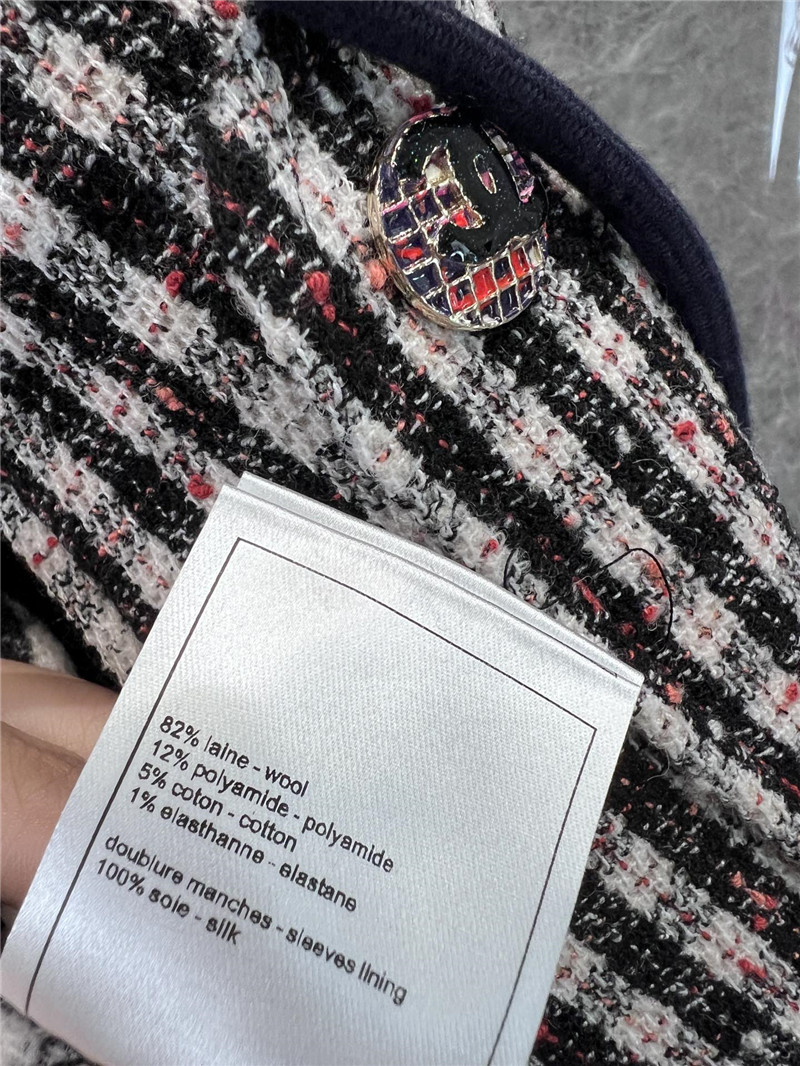 82% laine - wool
12% polyamide - polyamide
5% coton - cotton
1% elasthanne - elastane
doublure manches - sleeves lining
100% soie - silk